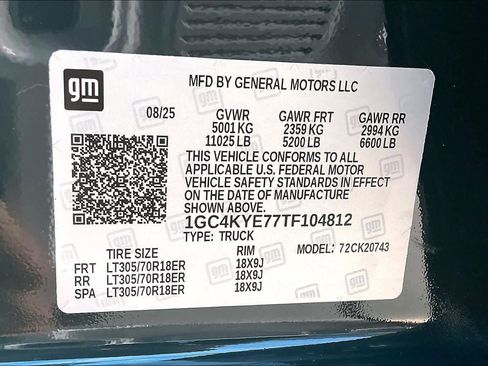 gm
MFD BY GENERAL MOTORS LLC
08/25 GVWR GAWR FRT GAWR RR
5001 KG 2359 KG 2994 KG
11025 LB 5200 LB 6600 LB
THIS VEHICLE CONFORMS TO ALL
APPLICABLE U.S. FEDERAL MOTOR
VEHICLE SAFETY STANDARDS IN EFFECT
ON THE DATE OF MANUFACTURE
SHOWN ABOVE.
1GC4KYE77TF104812
TYPE: TRUCK
MODEL: 72CK20743
TIRE SIZE RIM
FRT LT305/70R18ER 18X9J
RR LT305/70R18ER 18X9J
SPA LT305/70R18ER 18X9J